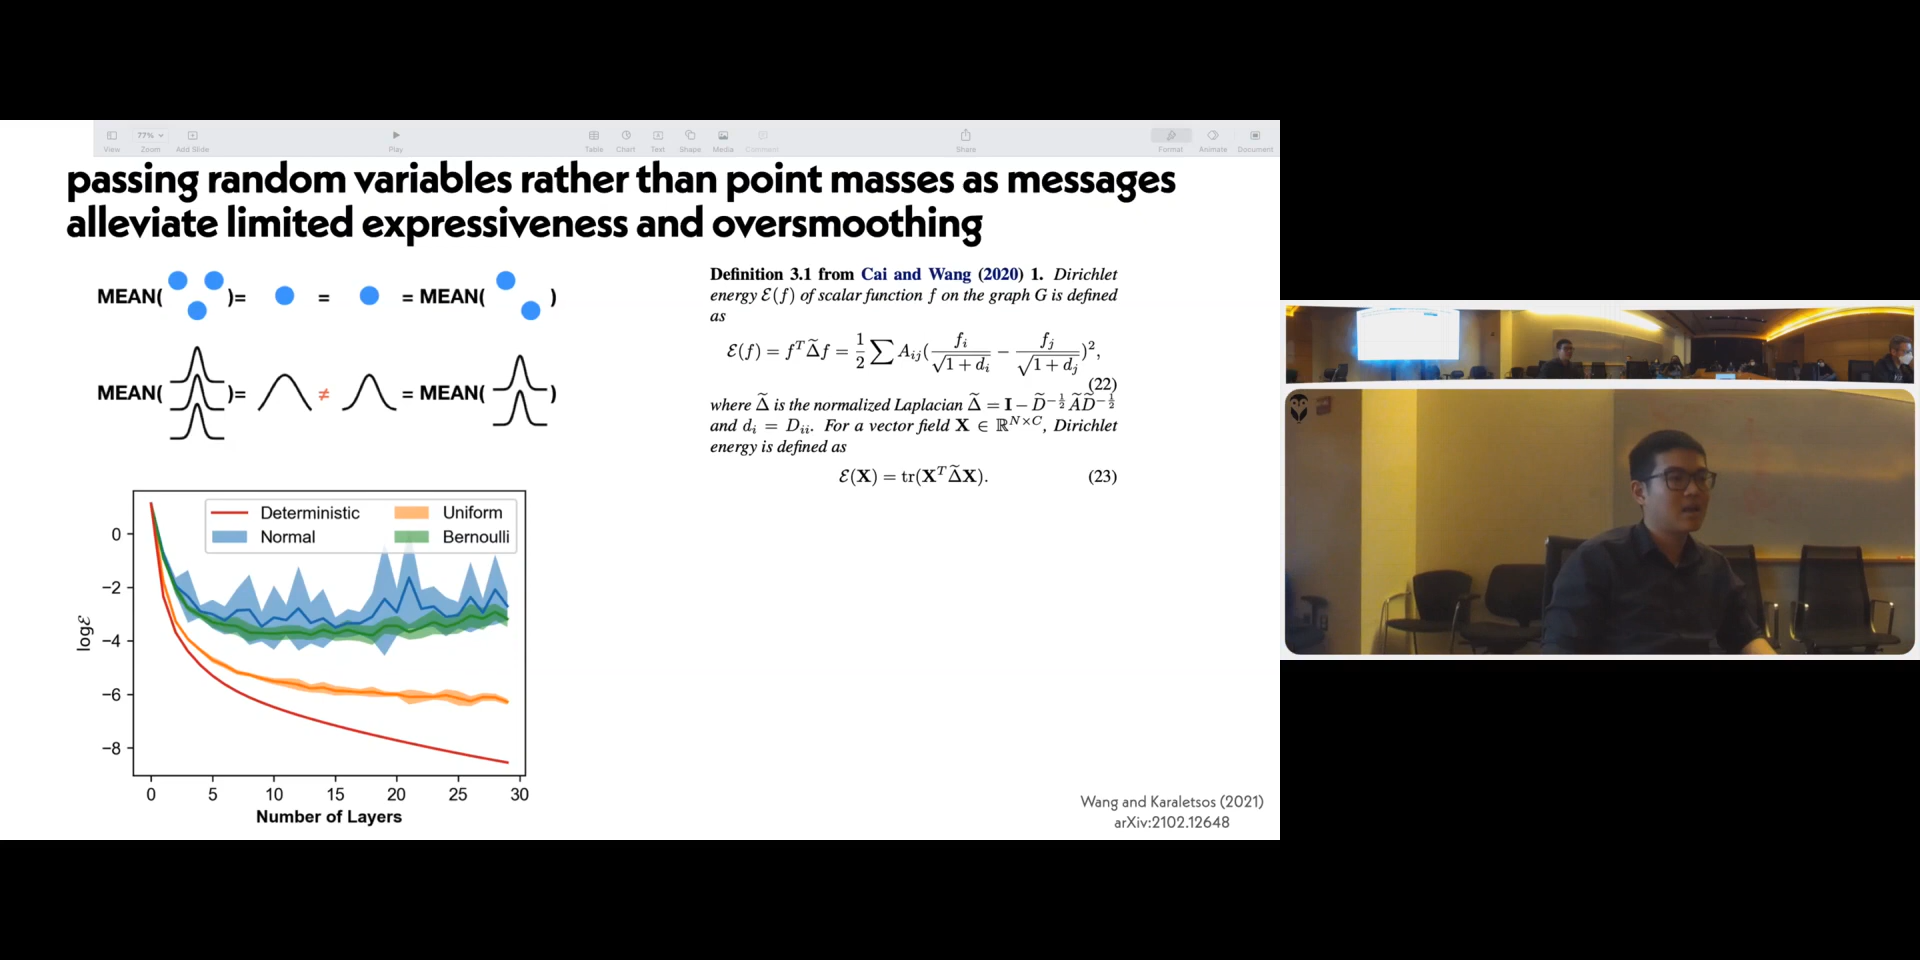 View 77% Zoom Add Slide Play Table Chart Text Shape Media Comment Share Format Animate Document
passing random variables rather than point masses as messages
alleviate limited expressiveness and oversmoothing
MEAN( )= = = MEAN( )
MEAN( )= ≠ = MEAN( )
Definition 3.1 from Cai and Wang (2020) 1. Dirichlet
energy ℰ(f) of scalar function f on the graph G is defined
as
ℰ(f) = f^T Δ̃f = 1/2 ∑ A_ij( f_i/√(1 + d_i) − f_j/√(1 + d_j) )²,
(22)
where Δ̃ is the normalized Laplacian Δ̃ = I − D̃^{−1/2} Ã D̃^{−1/2}
and d_i = D_ii. For a vector field X ∈ ℝ^{N×C}, Dirichlet
energy is defined as
ℰ(X) = tr(X^T Δ̃X). (23)
Deterministic Uniform
Normal Bernoulli
logℰ
0
−2
−4
−6
−8
0 5 10 15 20 25 30
Number of Layers
Wang and Karaletsos (2021)
arXiv:2102.12648